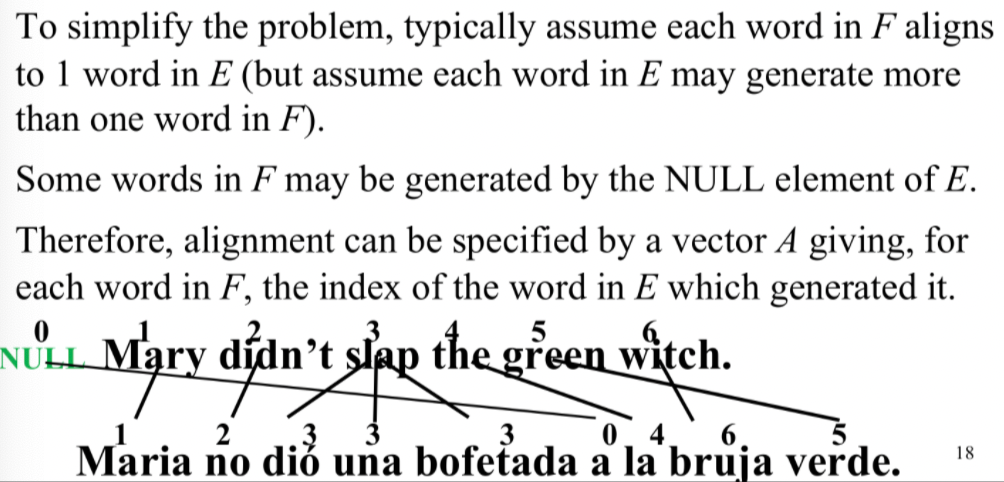 To simplify the problem, typically assume each word in F aligns
to 1 word in E (but assume each word in E may generate more
than one word in F).
Some words in F may be generated by the NULL element of E.
Therefore, alignment can be specified by a vector A giving, for
each word in F, the index of the word in E which generated it.
0 1 2 3 4 5 6
NULL Mary didn't slap the green witch.
1 2 3 3 3 0 4 6 5
Maria no dió una bofetada a la bruja verde.
18